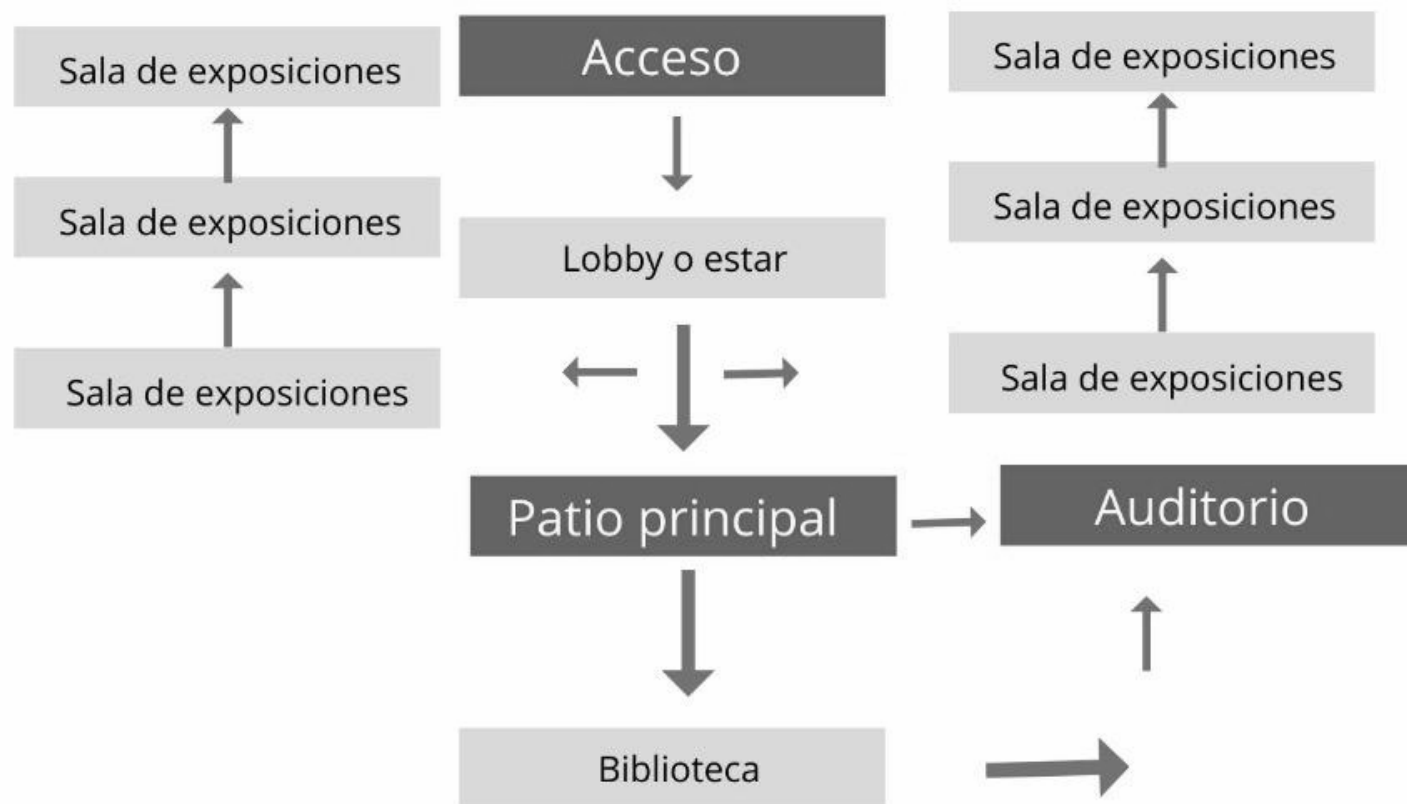 Sala de exposiciones
Acceso
Sala de exposiciones
Sala de exposiciones
Lobby o estar
Sala de exposiciones
Sala de exposiciones
Sala de exposiciones
Patio principal
Auditorio
Biblioteca